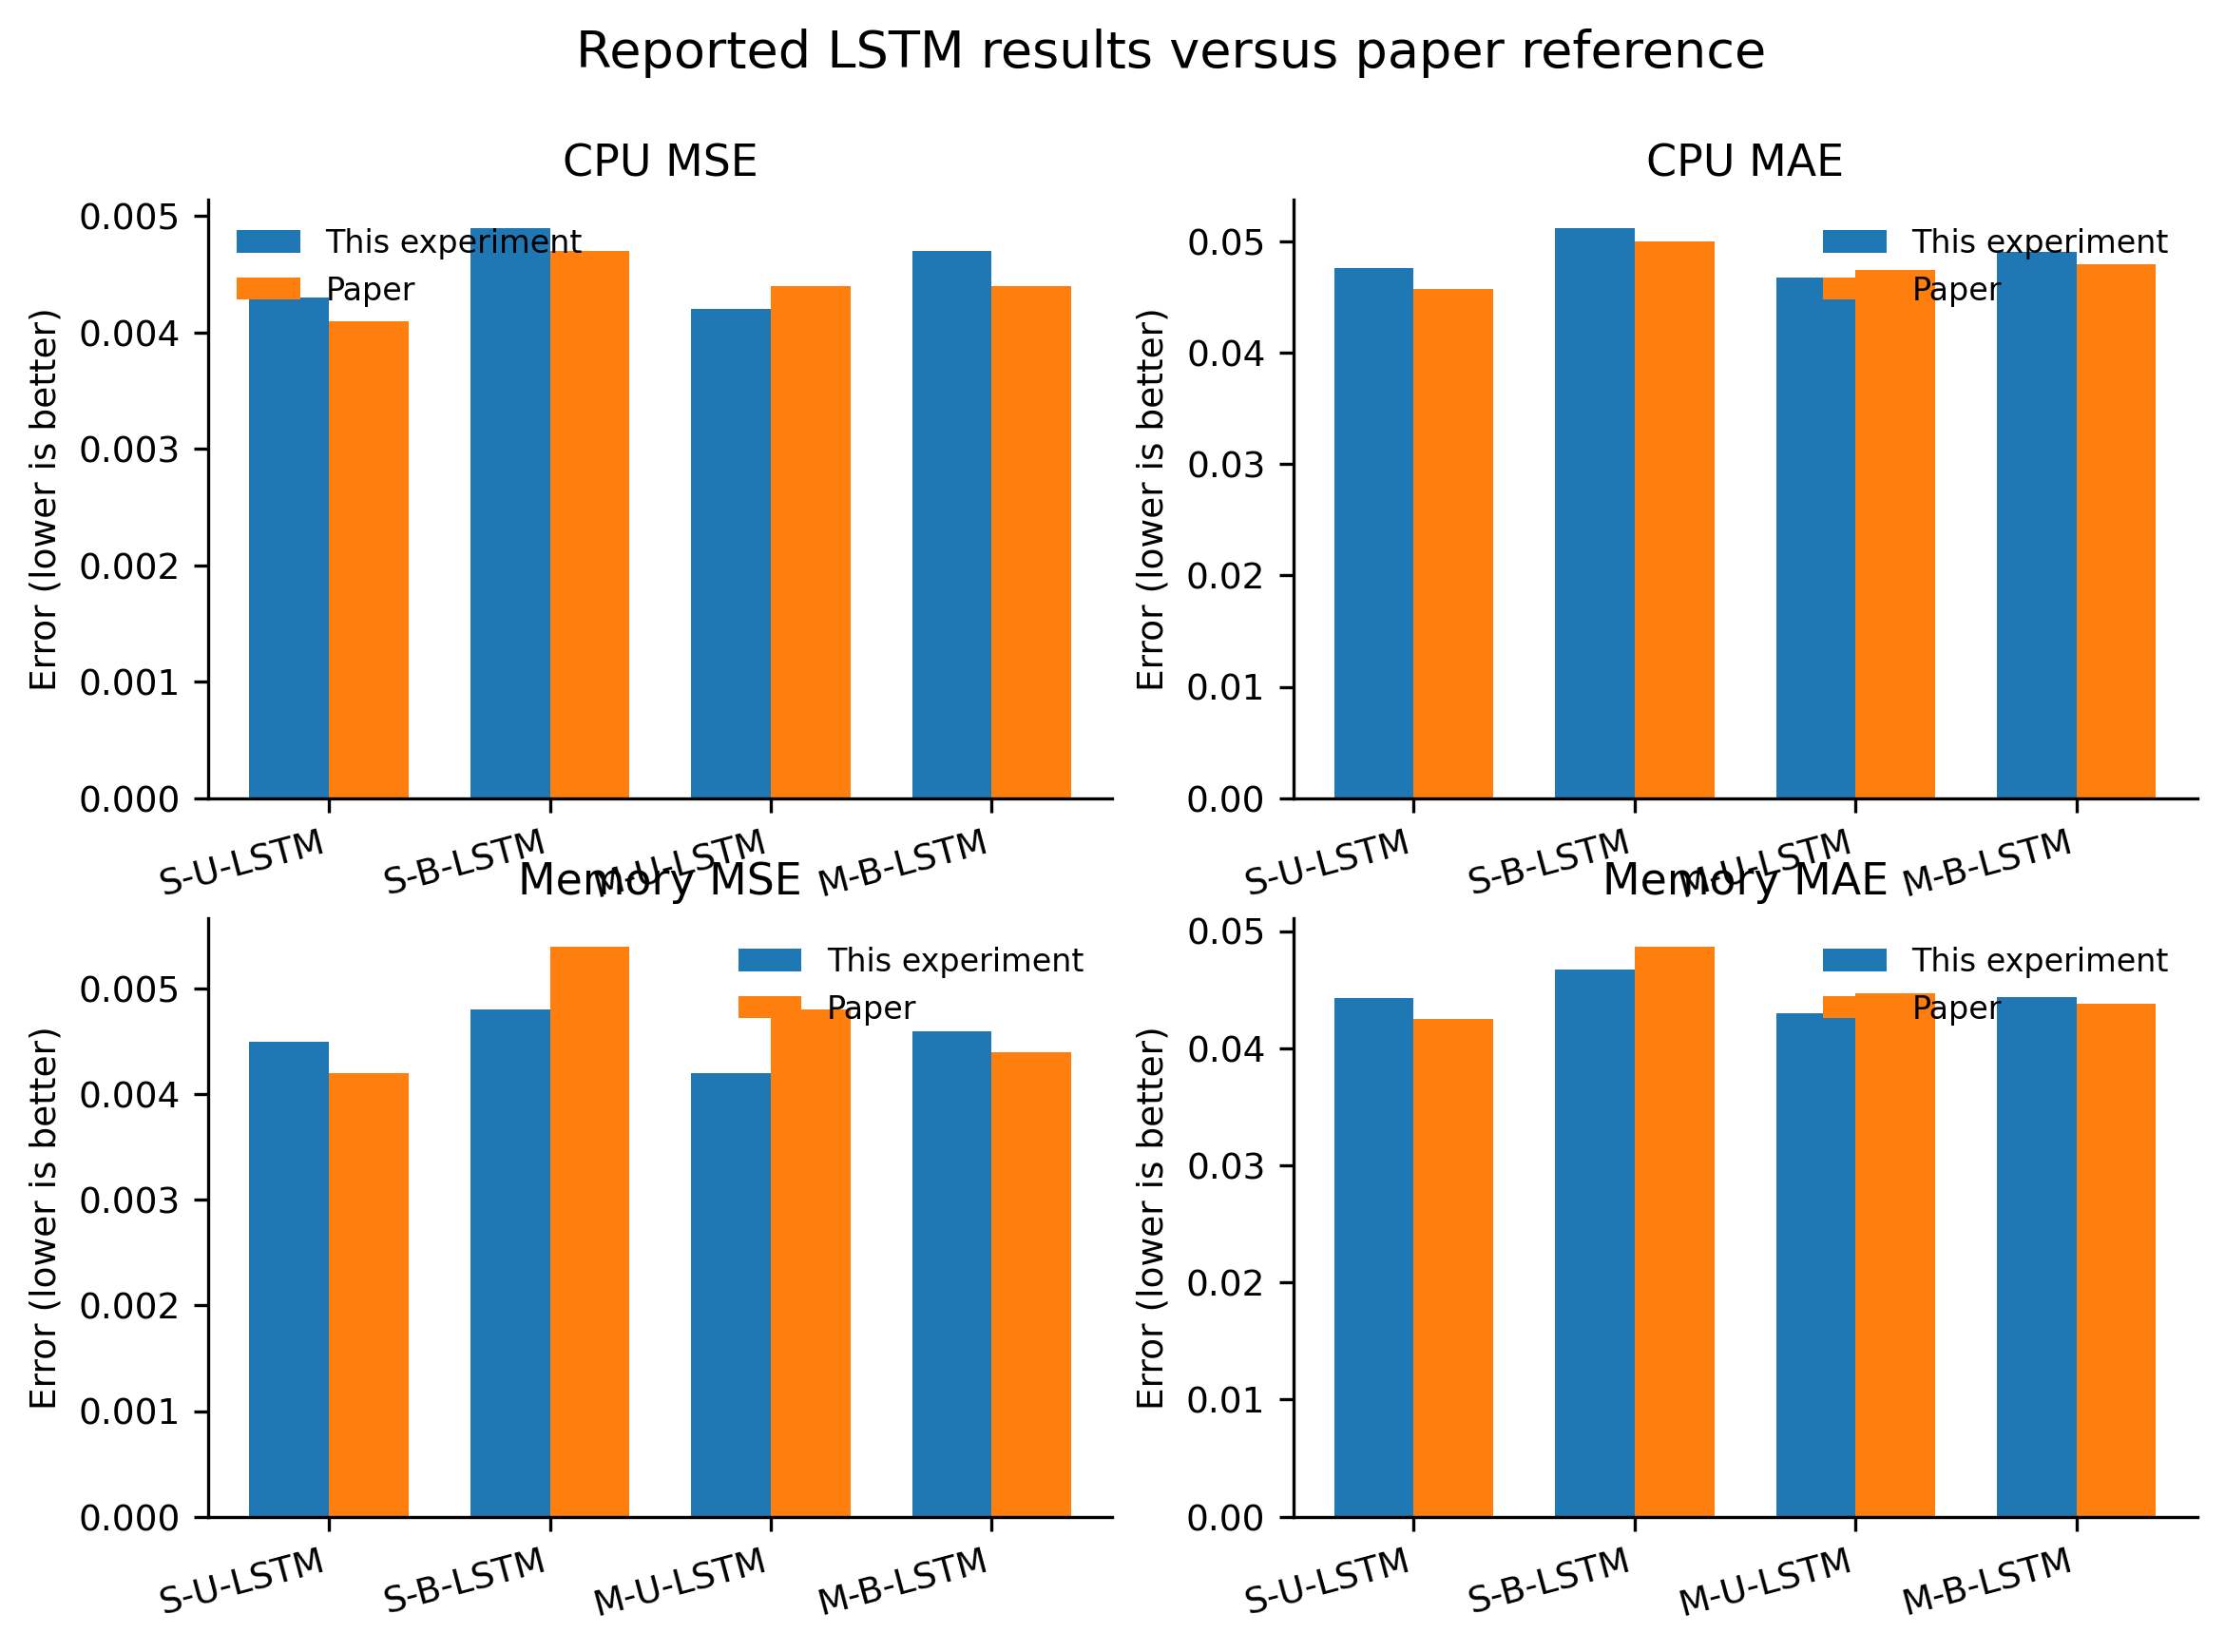 Reported LSTM results versus paper reference
CPU MSE
Error (lower is better)
0.005
0.004
0.003
0.002
0.001
0.000
This experiment
Paper
S-U-LSTM
S-B-LSTM
M-U-LSTM
M-B-LSTM
CPU MAE
Error (lower is better)
0.05
0.04
0.03
0.02
0.01
0.00
This experiment
Paper
S-U-LSTM
S-B-LSTM
M-U-LSTM
M-B-LSTM
Memory MSE
Error (lower is better)
0.005
0.004
0.003
0.002
0.001
0.000
This experiment
Paper
S-U-LSTM
S-B-LSTM
M-U-LSTM
M-B-LSTM
Memory MAE
Error (lower is better)
0.05
0.04
0.03
0.02
0.01
0.00
This experiment
Paper
S-U-LSTM
S-B-LSTM
M-U-LSTM
M-B-LSTM